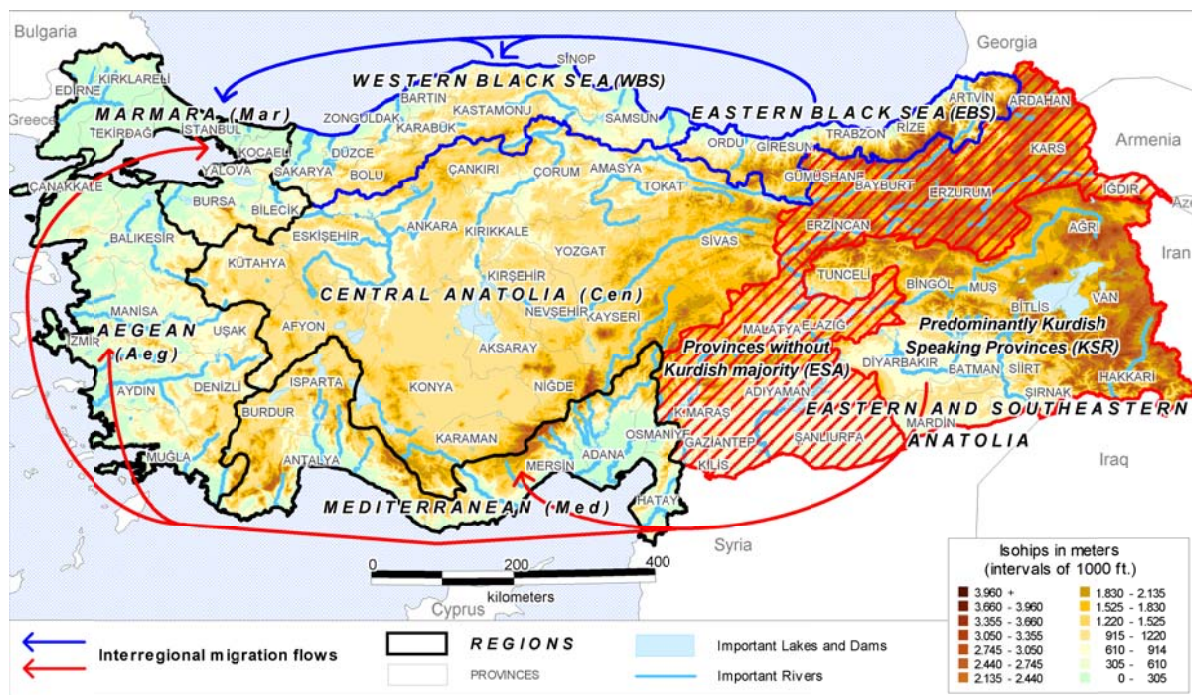 Bulgaria
Georgia
SİNOP
KIRKLARELİ
EDİRNE
WESTERN BLACK SEA (WBS)
BARTIN
KASTAMONU
ARTVİN
ARDAHAN
MARMARA (Mar)
ZONGULDAK
KARABÜK
SAMSUN
EASTERN BLACK SEA (EBS)
Greece
TEKİRDAĞ
İSTANBUL
RİZE
TRABZON
Armenia
KOCAELİ
DÜZCE
ORDU
GİRESUN
KARS
YALOVA
SAKARYA
BOLU
ÇANKIRI
ÇORUM
AMASYA
GÜMÜŞHANE
BAYBURT
ERZURUM
ÇANAKKALE
BURSA
BİLECİK
TOKAT
IĞDIR
Aze
BALIKESİR
ESKİŞEHİR
ANKARA
KIRIKKALE
SİVAS
ERZİNCAN
AĞRI
Iran
KÜTAHYA
YOZGAT
TUNCELİ
KIRŞEHİR
BİNGÖL
MUŞ
CENTRAL ANATOLIA (Cen)
NEVŞEHİR
KAYSERİ
BİTLİS
VAN
MANİSA
UŞAK
AFYON
MALATYA
ELAZIĞ
Predominantly Kurdish
Speaking Provinces (KSR)
İZMİR
AEGEAN
(Aeg)
AKSARAY
Provinces without
Kurdish majority (ESA)
DİYARBAKIR
BATMAN
SİİRT
HAKKARİ
AYDIN
DENİZLİ
ISPARTA
KONYA
NİĞDE
ADIYAMAN
ŞIRNAK
BURDUR
K.MARAŞ
EASTERN AND SOUTHEASTERN
ANATOLIA
MARDİN
MUĞLA
ANTALYA
KARAMAN
MERSİN
ADANA
OSMANİYE
GAZİANTEP
ŞANLIURFA
KİLİS
Iraq
MEDITERRANEAN (Med)
HATAY
Syria
0
200
400
kilometers
Cyprus
Isohips in meters
(intervals of 1000 ft.)
3.960 +
3.660 - 3.960
3.355 - 3.660
3.050 - 3.355
2.745 - 3.050
2.440 - 2.745
2.135 - 2.440
1.830 - 2.135
1.525 - 1.830
1.220 - 1.525
915 - 1220
610 - 914
305 - 610
0 - 305
Interregional migration flows
REGIONS
PROVINCES
Important Lakes and Dams
Important Rivers